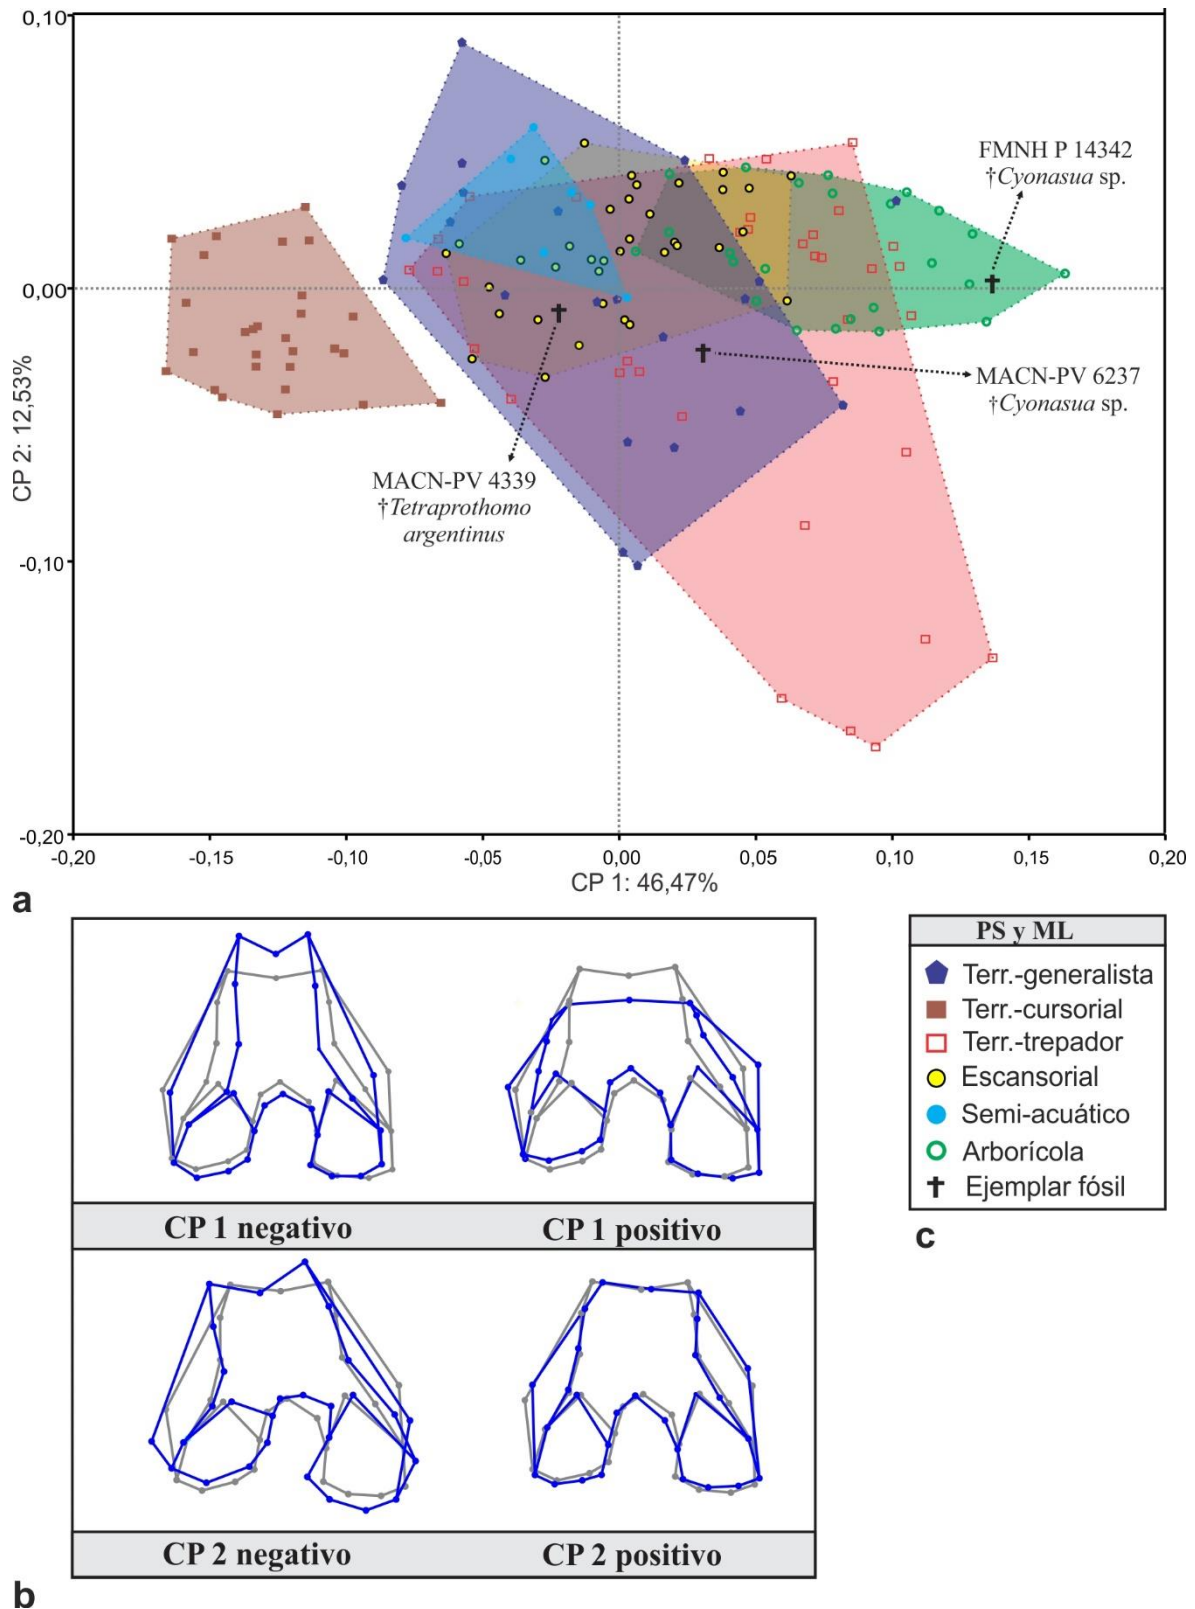 0,10
0,00
-0,10
-0,20
CP 2: 12,53%
FMNH P 14342
†Cyonasua sp.
MACN-PV 6237
†Cyonasua sp.
MACN-PV 4339
†Tetraprothomo
argentinus
-0,20 -0,15 -0,10 -0,05 0,00 0,05 0,10 0,15 0,20
CP 1: 46,47%
a
CP 1 negativo
CP 1 positivo
CP 2 negativo
CP 2 positivo
b
PS y ML
Terr.-generalista
Terr.-cursorial
Terr.-trepador
Escansorial
Semi-acuático
Arborícola
Ejemplar fósil
c